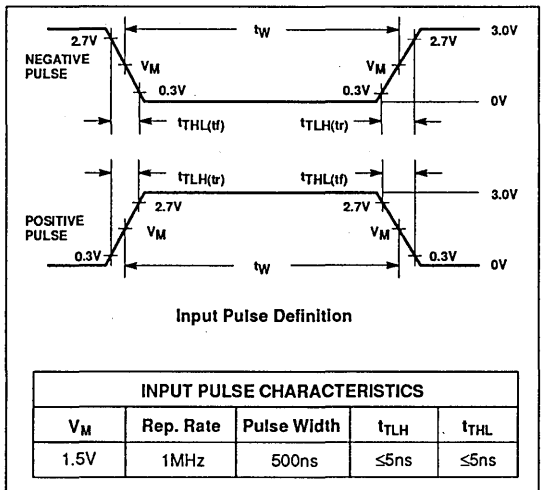 tW
2.7V 2.7V 3.0V
NEGATIVE
PULSE
VM VM
0.3V 0.3V 0V
tTHL(tf) tTLH(tr)
tTLH(tr) tTHL(tf)
3.0V
2.7V 2.7V
POSITIVE
PULSE
VM VM
0.3V 0.3V 0V
tW
Input Pulse Definition
INPUT PULSE CHARACTERISTICS
VM Rep. Rate Pulse Width tTLH tTHL
1.5V 1MHz 500ns ≤5ns ≤5ns